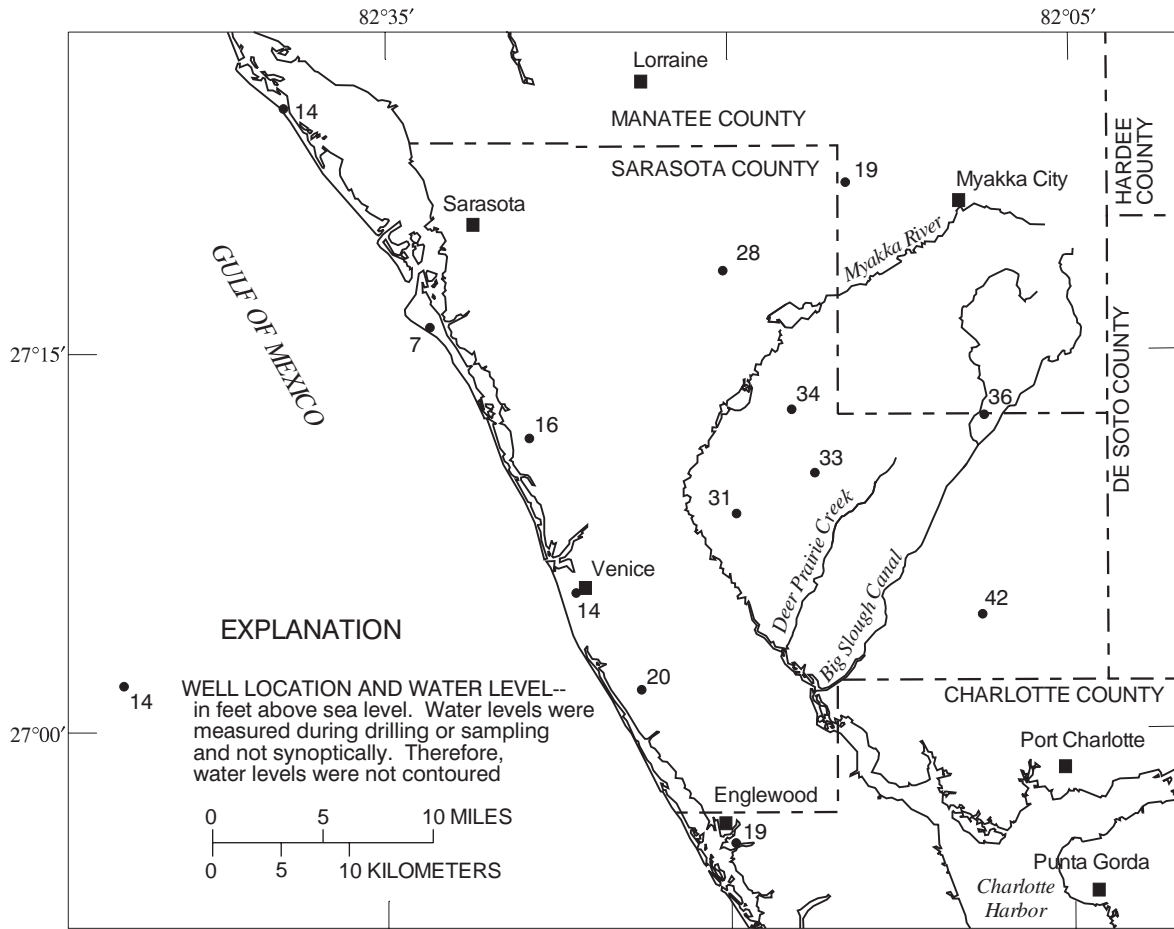 82°35′
82°05′
Lorraine
14
MANATEE COUNTY
HARDEE
COUNTY
SARASOTA COUNTY
19
Myakka City
Sarasota
Myakka River
28
GULF OF MEXICO
7
27°15′
34
36
DE SOTO COUNTY
16
33
31
Deer Prairie Creek
Big Slough Canal
Venice
14
42
EXPLANATION
20
14
WELL LOCATION AND WATER LEVEL--
in feet above sea level. Water levels were
measured during drilling or sampling
and not synoptically. Therefore,
water levels were not contoured
CHARLOTTE COUNTY
27°00′
Port Charlotte
Englewood
0 5 10 MILES
0 5 10 KILOMETERS
19
Punta Gorda
Charlotte
Harbor